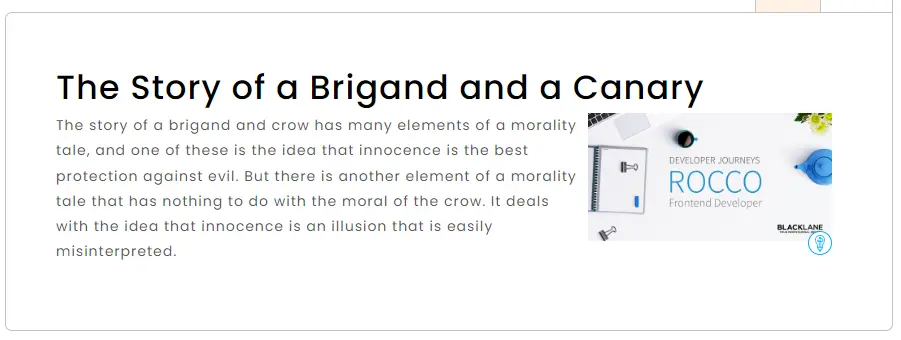 The Story of a Brigand and a Canary
The story of a brigand and crow has many elements of a morality
tale, and one of these is the idea that innocence is the best
protection against evil. But there is another element of a morality
tale that has nothing to do with the moral of the crow. It deals
with the idea that innocence is an illusion that is easily
misinterpreted.
DEVELOPER JOURNEYS
ROCCO
Frontend Developer
BLACKLANE